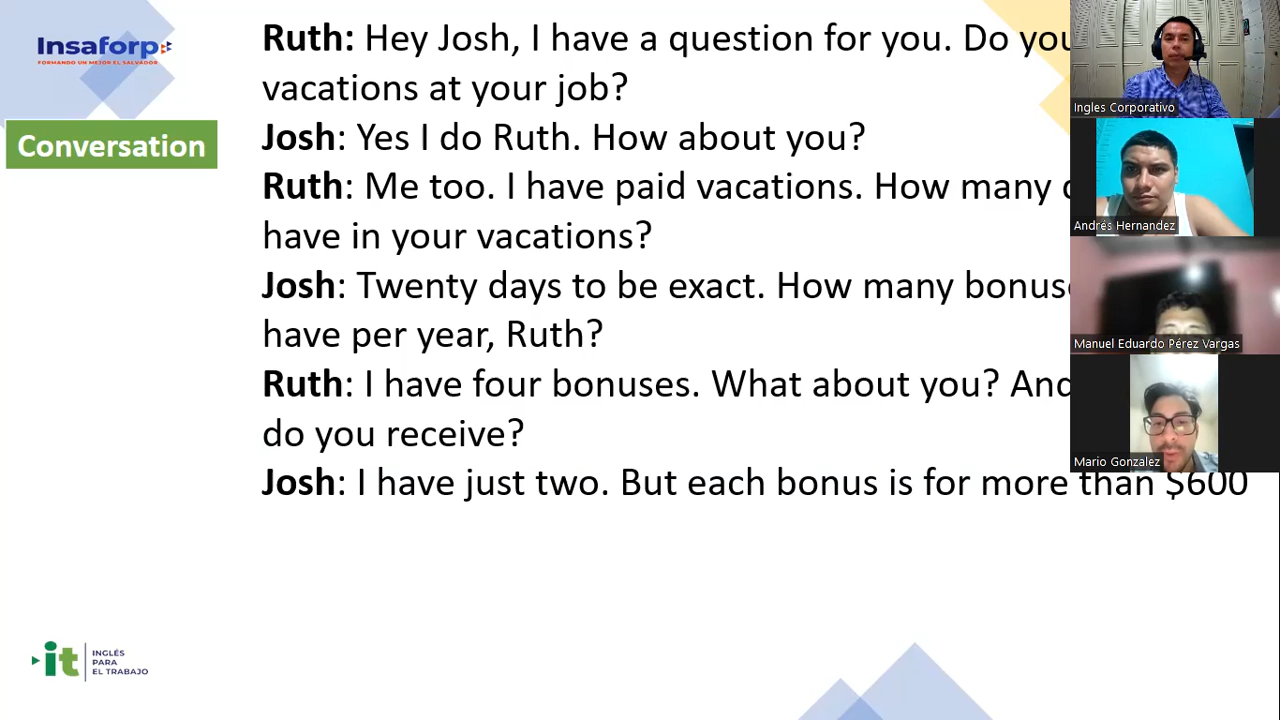 Insaforp
FORMANDO UN MEJOR EL SALVADOR
Conversation
Ruth: Hey Josh, I have a question for you. Do you
vacations at your job?
Josh: Yes I do Ruth. How about you?
Ruth: Me too. I have paid vacations. How many
have in your vacations?
Josh: Twenty days to be exact. How many
have per year, Ruth?
Ruth: I have four bonuses. What about you? And
do you receive?
Josh: I have just two. But each bonus is for more than $600
it
INGLÉS
PARA
EL TRABAJO
Ingles Corporativo
Andrés Hernandez
Manuel Eduardo Pérez Vargas
Mario Gonzalez